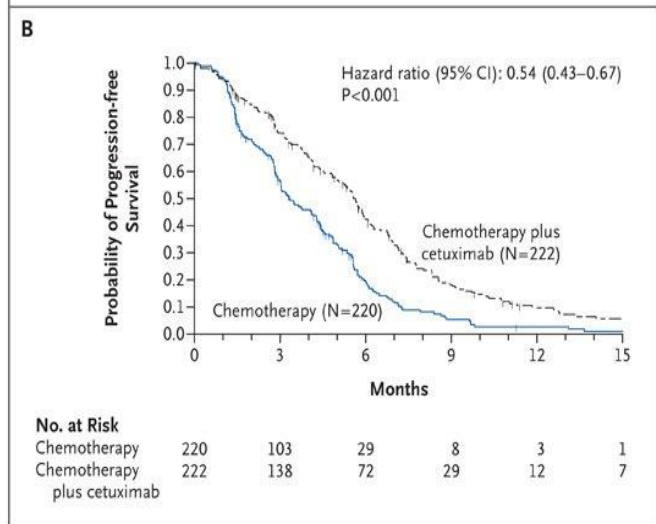 B
1.0
0.9
0.8
0.7
0.6
0.5
0.4
0.3
0.2
0.1
0.0
Probability of Progression-free
Survival
Hazard ratio (95% CI): 0.54 (0.43–0.67)
P<0.001
Chemotherapy plus
cetuximab (N=222)
Chemotherapy (N=220)
0 3 6 9 12 15
Months
No. at Risk
Chemotherapy 220 103 29 8 3 1
Chemotherapy 222 138 72 29 12 7
plus cetuximab